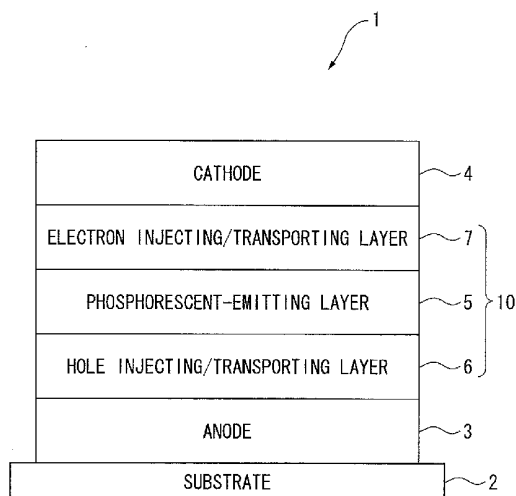 1
CATHODE 4
ELECTRON INJECTING/TRANSPORTING LAYER 7
PHOSPHORESCENT-EMITTING LAYER 5 10
HOLE INJECTING/TRANSPORTING LAYER 6
ANODE 3
SUBSTRATE 2